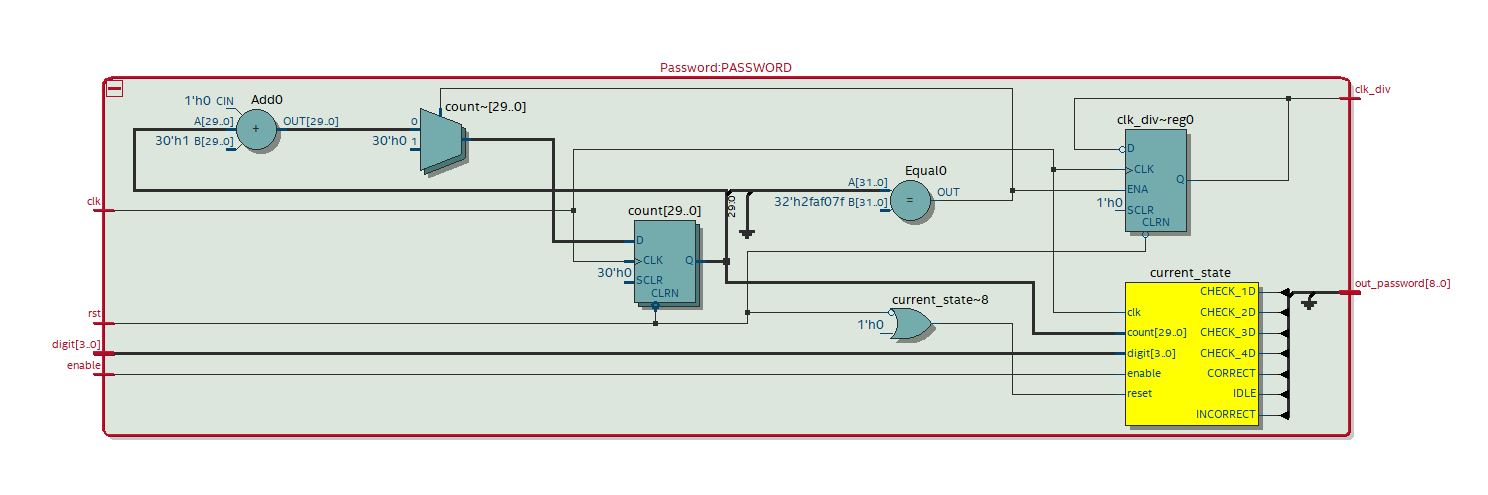 Password:PASSWORD
clk_div
Add0
count~[29..0]
1'h0 CIN
A[29..0]
OUT[29..0]
30'h1 B[29..0]
+
0
30'h0 1
clk_div~reg0
D
CLK
ENA
1'h0
SCLR
CLRN
Q
Equal0
A[31..0]
OUT
32'h2faf07f B[31..0]
=
29:0
clk
count[29..0]
D
CLK
Q
30'h0
SCLR
CLRN
current_state
CHECK_1D
clk
CHECK_2D
count[29..0]
CHECK_3D
digit[3..0]
CHECK_4D
enable
CORRECT
reset
IDLE
INCORRECT
out_password[8..0]
current_state~8
1'h0
rst
digit[3..0]
enable